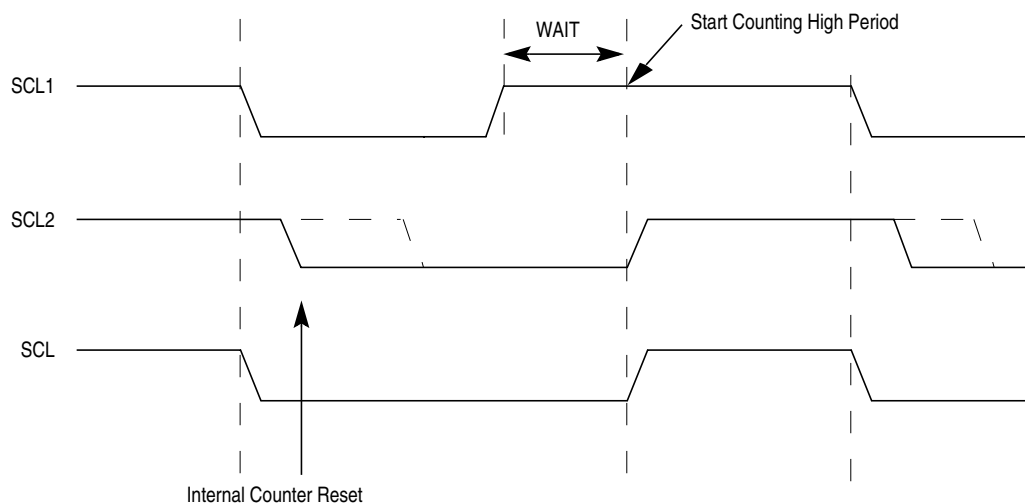 WAIT
Start Counting High Period
SCL1
SCL2
SCL
Internal Counter Reset